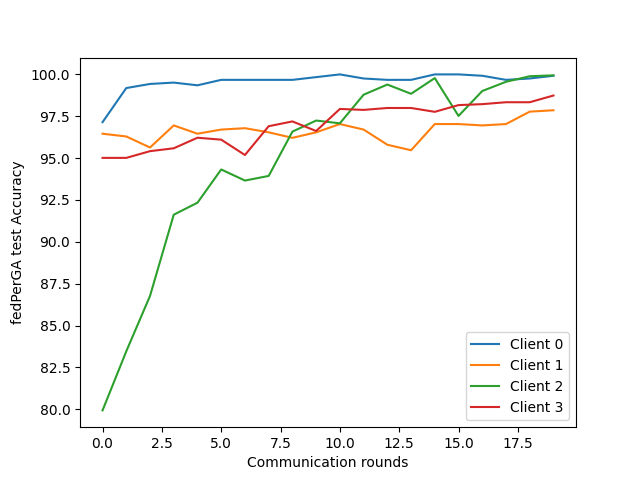 100.0
97.5
95.0
92.5
90.0
87.5
85.0
82.5
80.0
fedPerGA test Accuracy
Client 0
Client 1
Client 2
Client 3
0.0 2.5 5.0 7.5 10.0 12.5 15.0 17.5
Communication rounds